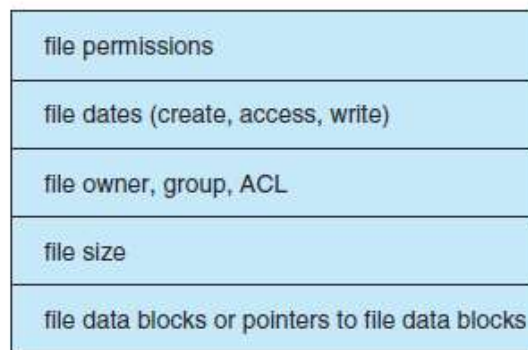 file permissions
file dates (create, access, write)
file owner, group, ACL
file size
file data blocks or pointers to file data blocks